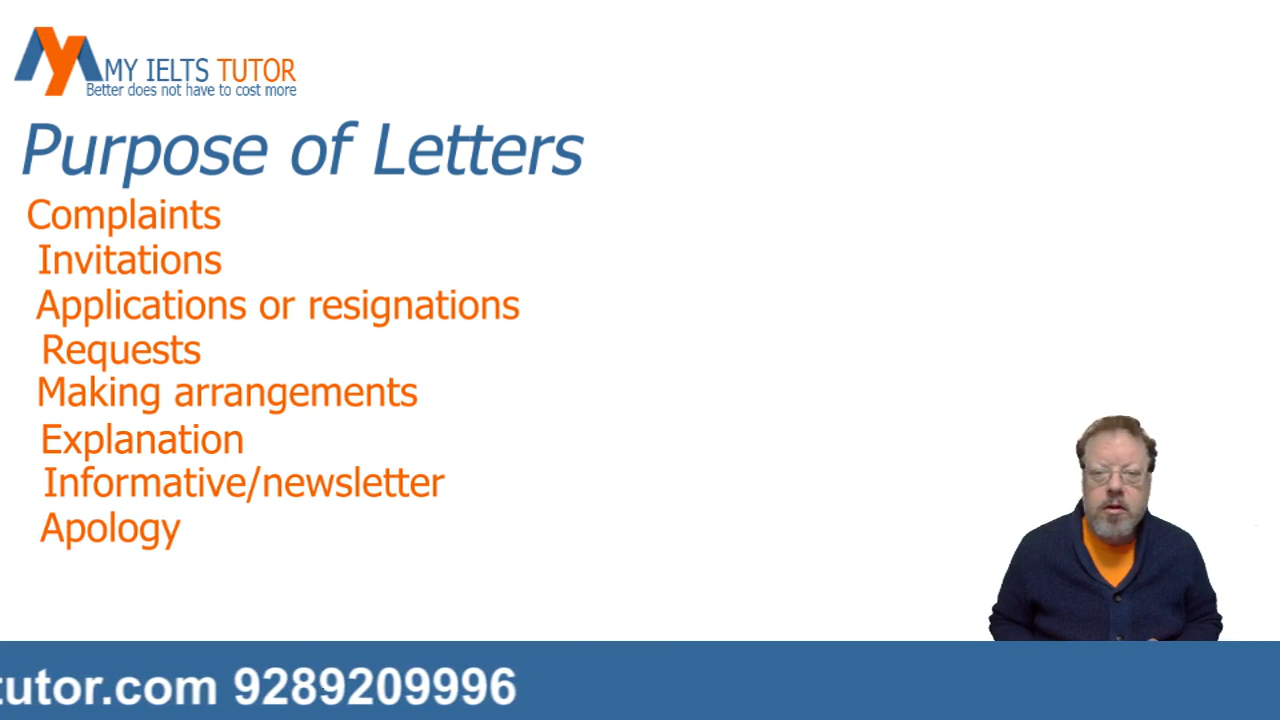 MY IELTS TUTOR
Better does not have to cost more
Purpose of Letters
Complaints
Invitations
Applications or resignations
Requests
Making arrangements
Explanation
Informative/newsletter
Apology
tutor.com 9289209996